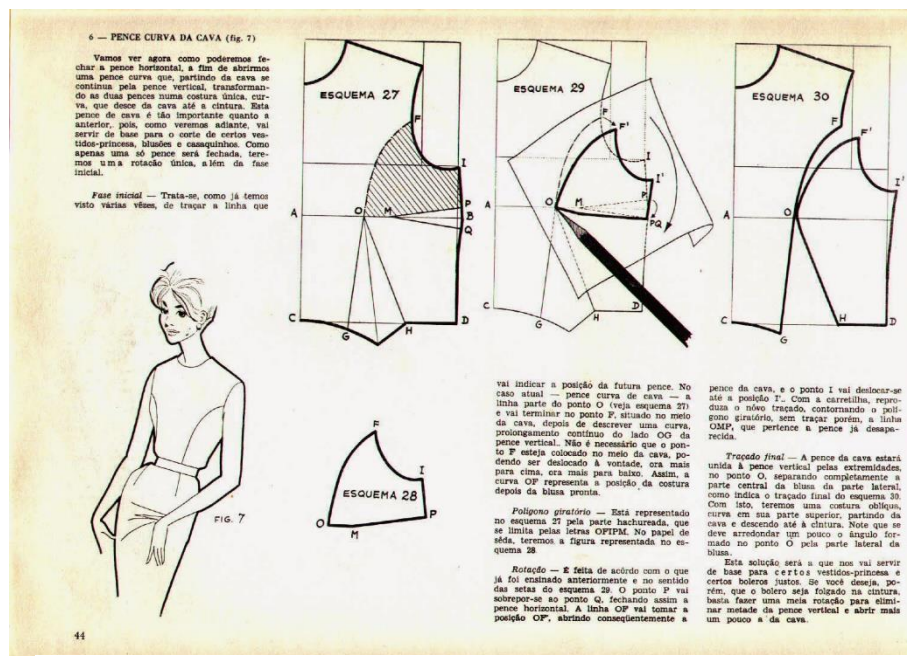 6 — PENCE CURVA DA CAVA (fig. 7)
Vamos ver agora como poderemos fe-
char a pence horizontal, a fim de abrirmos
uma pence curva que, partindo da cava se
continua pela pence vertical, transforman-
do as duas pences numa costura única, cur-
va, que desce da cava até a cintura. Esta
pence de cava é tão importante quanto a
anterior, pois, como veremos adiante, vai
servir de base para o corte de certos ves-
tidos-princesa, blusões e casaquinhos. Como
apenas uma só pence será fechada, tere-
mos uma rotação única, além da fase
inicial.
Fase inicial — Trata-se, como já temos
visto várias vêzes, de traçar a linha que
ESQUEMA 27
F
I
A
O
M
P
B
Q
C
G
H
D
ESQUEMA 29
F
F'
I
I'
A
O
M
P
PQ
C
G
H
D
ESQUEMA 30
F
F'
I'
A
O
C
G
H
D
FIG. 7
F
I
ESQUEMA 28
O
M
P
vai indicar a posição da futura pence. No
caso atual — pence curva de cava — a
linha parte do ponto O (veja esquema 27)
e vai terminar no ponto F, situado no meio
da cava, depois de descrever uma curva,
prolongamento contínuo do lado OG da
pence vertical. Não é necessário que o pon-
to F esteja colocado no meio da cava, po-
dendo ser deslocado à vontade, ora mais
para cima, ora mais para baixo. Assim, a
curva OF representa a posição da costura
depois da blusa pronta.
Polígono giratório — Está representado
no esquema 27 pela parte hachureada, que
se limita pelas letras OFIPM. No papel de
sêda, teremos a figura representada no es-
quema 28
Rotação — É feita de acôrdo com o que
já foi ensinado anteriormente e no sentido
das setas do esquema 29. O ponto P vai
sobrepor-se ao ponto Q, fechando assim a
pence horizontal. A linha OF vai tomar a
posição OF', abrindo conseqüentemente a
pence da cava, e o ponto I vai deslocar-se
até a posição I'. Com a carretilha, repro-
duza o nôvo traçado, contornando o polí-
gono giratório, sem traçar porém, a linha
OMP, que pertence a pence já desapa-
recida.
Traçado final — A pence da cava estará
unida à pence vertical pelas extremidades,
no ponto O, separando completamente a
parte central da blusa da parte lateral,
como indica o traçado final do esquema 30.
Com isto, teremos uma costura oblíqua,
curva em sua parte superior, partindo da
cava e descendo até à cintura. Note que se
deve arredondar um pouco o ângulo for-
mado no ponto O pela parte lateral da
blusa.
Esta solução será a que nos vai servir
de base para certos vestidos-princesa e
certos boleros justos. Se você deseja, po-
rém, que o bolero seja folgado na cintura,
basta fazer uma meia rotação para elimi-
nar metade da pence vertical e abrir mais
um pouco a da cava.
44